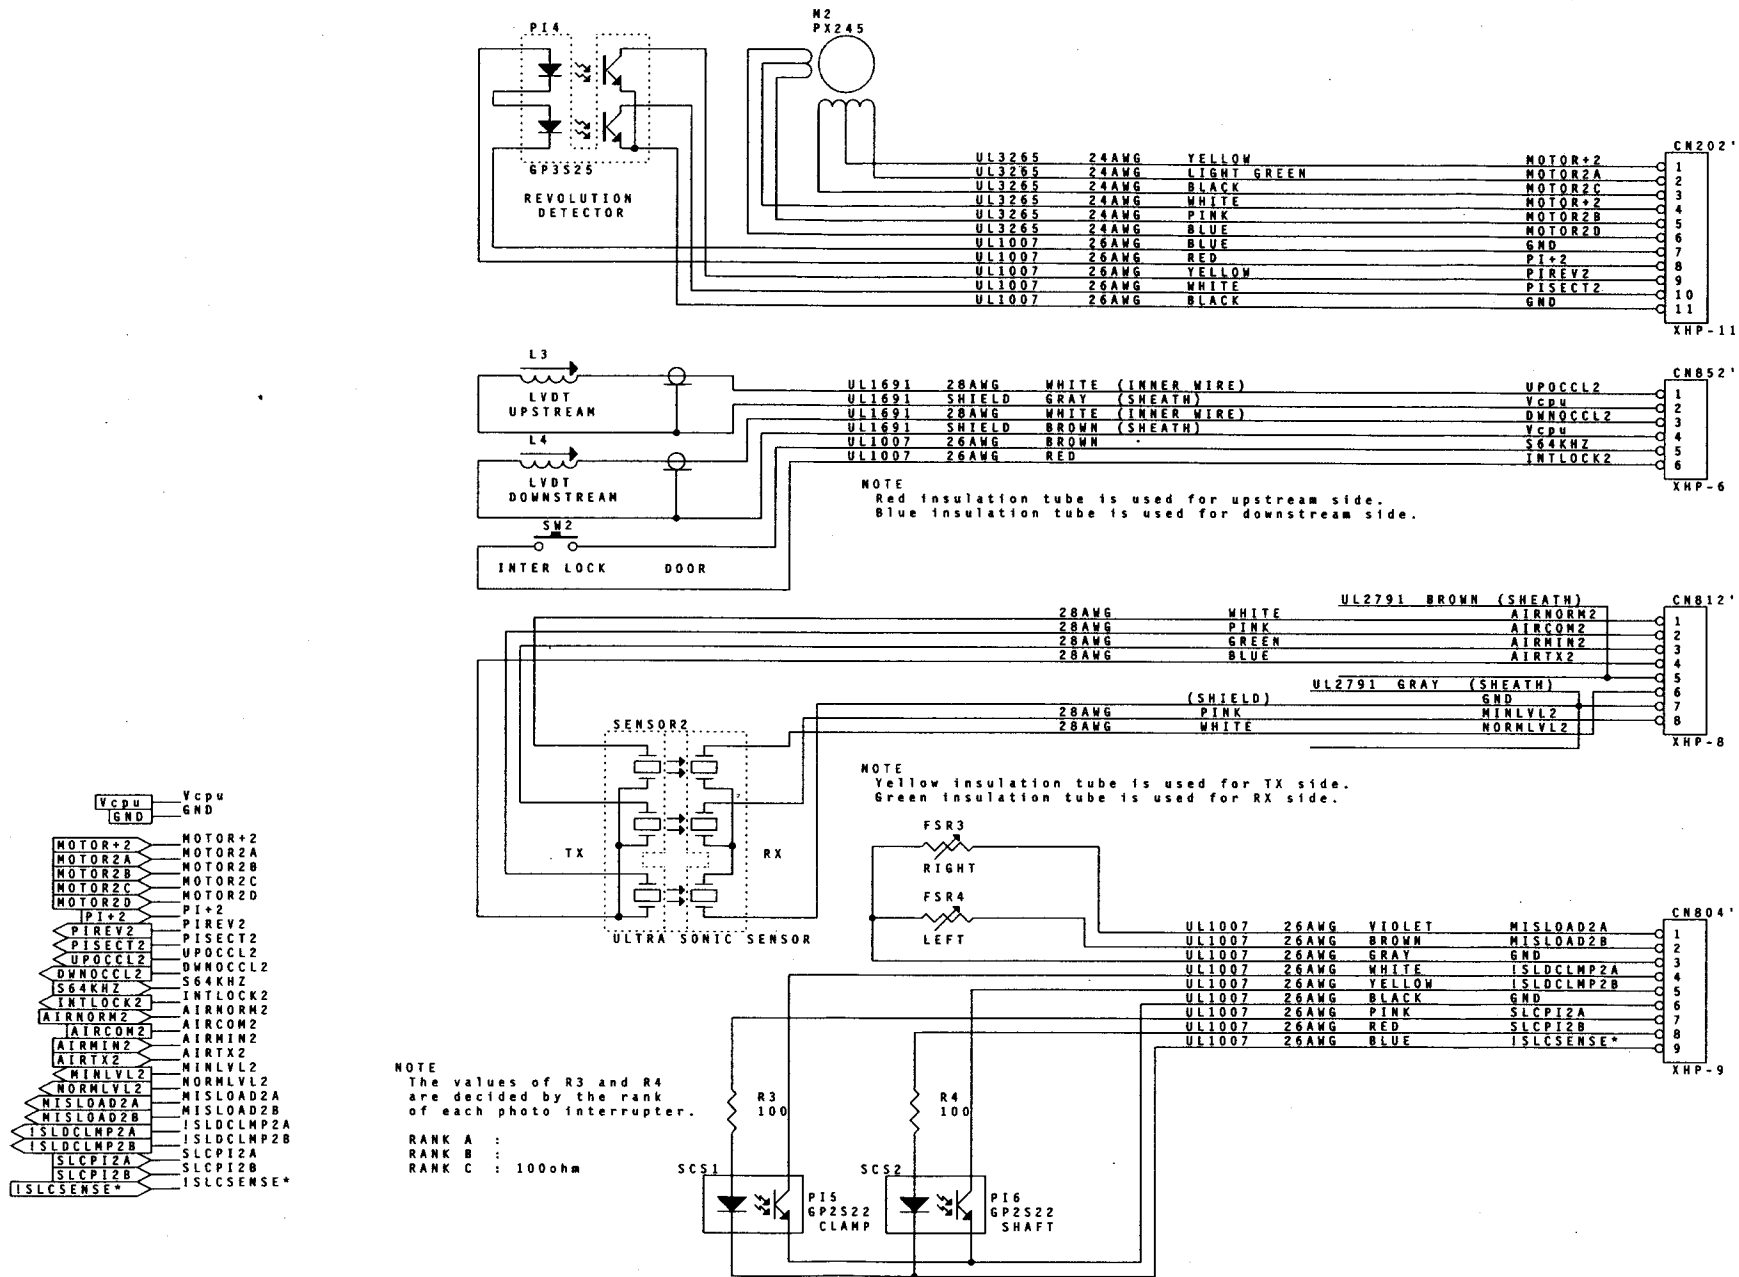 M2
PX245
PI4
GP3S25
REVOLUTION
DETECTOR
CN202'
UL3265 24AWG YELLOW MOTOR+2 1
UL3265 24AWG LIGHT GREEN MOTOR2A 2
UL3265 24AWG BLACK MOTOR2C 3
UL3265 24AWG WHITE MOTOR+2 4
UL3265 24AWG PINK MOTOR2B 5
UL3265 24AWG BLUE MOTOR2D 6
UL1007 26AWG BLUE GND 7
UL1007 26AWG RED PI+2 8
UL1007 26AWG YELLOW PIREV2 9
UL1007 26AWG WHITE PISECT2 10
UL1007 26AWG BLACK GND 11
XHP-11
L3
LVDT
UPSTREAM
L4
LVDT
DOWNSTREAM
SW2
INTER LOCK DOOR
CN852'
UL1691 28AWG WHITE (INNER WIRE) UPOCCL2 1
UL1691 SHIELD GRAY (SHEATH) Vcpu 2
UL1691 28AWG WHITE (INNER WIRE) DWNOCCL2 3
UL1691 SHIELD BROWN (SHEATH) Vcpu 4
UL1007 26AWG BROWN S64KHZ 5
UL1007 26AWG RED INTLOCK2 6
XHP-6
NOTE
Red insulation tube is used for upstream side.
Blue insulation tube is used for downstream side.
CN812'
UL2791 BROWN (SHEATH)
28AWG WHITE AIRNORM2 1
28AWG PINK AIRCOM2 2
28AWG GREEN AIRMIN2 3
28AWG BLUE AIRTX2 4
5
UL2791 GRAY (SHEATH) 6
(SHIELD) GND 7
28AWG PINK MINLVL2 8
28AWG WHITE NORMLVL2
XHP-8
SENSOR2
TX RX
ULTRA SONIC SENSOR
NOTE
Yellow insulation tube is used for TX side.
Green insulation tube is used for RX side.
FSR3
RIGHT
FSR4
LEFT
CN804'
UL1007 26AWG VIOLET MISLOAD2A 1
UL1007 26AWG BROWN MISLOAD2B 2
UL1007 26AWG GRAY GND 3
UL1007 26AWG WHITE !SLDCLMP2A 4
UL1007 26AWG YELLOW !SLDCLMP2B 5
UL1007 26AWG BLACK GND 6
UL1007 26AWG PINK SLCPI2A 7
UL1007 26AWG RED SLCPI2B 8
UL1007 26AWG BLUE !SLCSENSE* 9
XHP-9
Vcpu Vcpu
GND GND
MOTOR+2 MOTOR+2
MOTOR2A MOTOR2A
MOTOR2B MOTOR2B
MOTOR2C MOTOR2C
MOTOR2D MOTOR2D
PI+2 PI+2
PIREV2 PIREV2
PISECT2 PISECT2
UPOCCL2 UPOCCL2
DWNOCCL2 DWNOCCL2
S64KHZ S64KHZ
INTLOCK2 INTLOCK2
AIRNORM2 AIRNORM2
AIRCOM2 AIRCOM2
AIRMIN2 AIRMIN2
AIRTX2 AIRTX2
MINLVL2 MINLVL2
NORMLVL2 NORMLVL2
MISLOAD2A MISLOAD2A
MISLOAD2B MISLOAD2B
!SLDCLMP2A !SLDCLMP2A
!SLDCLMP2B !SLDCLMP2B
SLCPI2A SLCPI2A
SLCPI2B SLCPI2B
!SLCSENSE* !SLCSENSE*
NOTE
The values of R3 and R4
are decided by the rank
of each photo interrupter.
RANK A :
RANK B :
RANK C : 100ohm
R3
100
R4
100
SCS1
PI5
GP2S22
CLAMP
SCS2
PI6
GP2S22
SHAFT